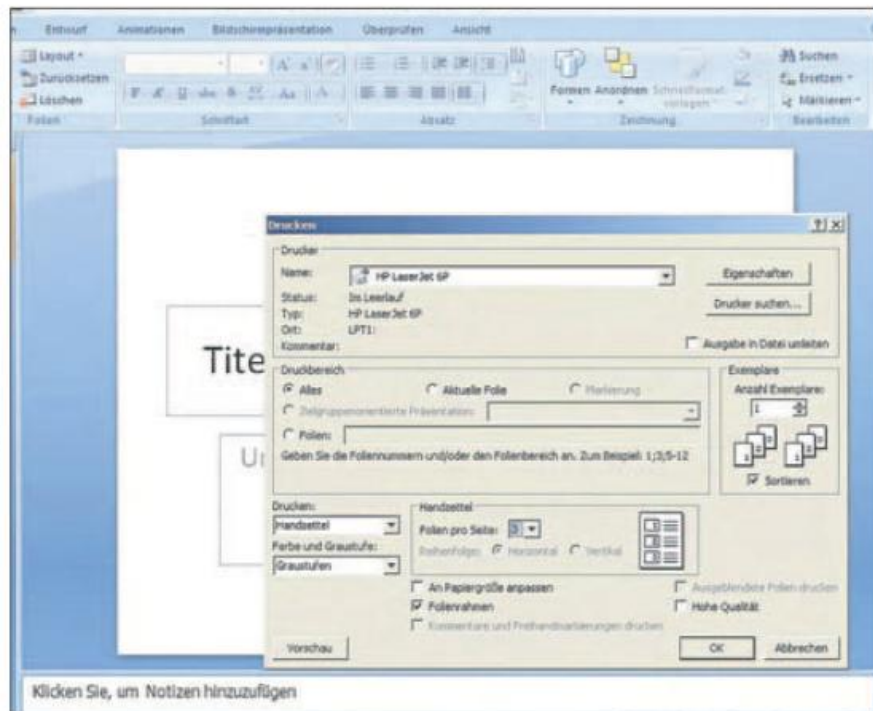 Entwurf Animationen Bildschirmpräsentation Überprüfen Ansicht
Layout Suchen
Zurücksetzen Ersetzen
Löschen Formen Anordnen Schnellformat- Markieren
vorlagen
Folien Schriftart Absatz Zeichnung Bearbeiten
Drucken
Drucker
Name: HP LaserJet 6P Eigenschaften
Status: Im Leerlauf
Typ: HP LaserJet 6P Drucker suchen...
Ort: LPT1:
Kommentar: Ausgabe in Datei umleiten
Tite
Druckbereich Exemplare
Alles Aktuelle Folie Markierung Anzahl Exemplare:
Zielgruppenorientierte Präsentation: 1
Folien:
Geben Sie die Foliennummern und/oder den Folienbereich an. Zum Beispiel: 1;3;5-12
Sortieren
Drucken: Handzettel
Handzettel Folien pro Seite: 3
Farbe und Graustufe: Reihenfolge: Horizontal Vertikal
Graustufen
An Papiergröße anpassen Ausgeblendete Folien drucken
Folienrahmen Hohe Qualität
Kommentare und Freihandmarkierungen drucken
Vorschau OK Abbrechen
Klicken Sie, um Notizen hinzuzufügen